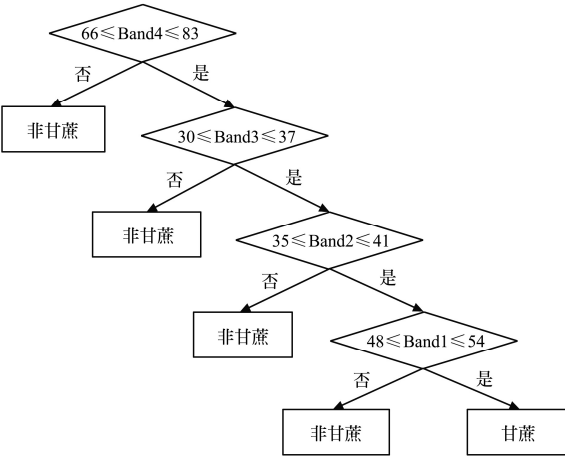 66≤Band4≤83
否
是
非甘蔗
30≤Band3≤37
否
是
非甘蔗
35≤Band2≤41
否
是
非甘蔗
48≤Band1≤54
否
是
非甘蔗
甘蔗